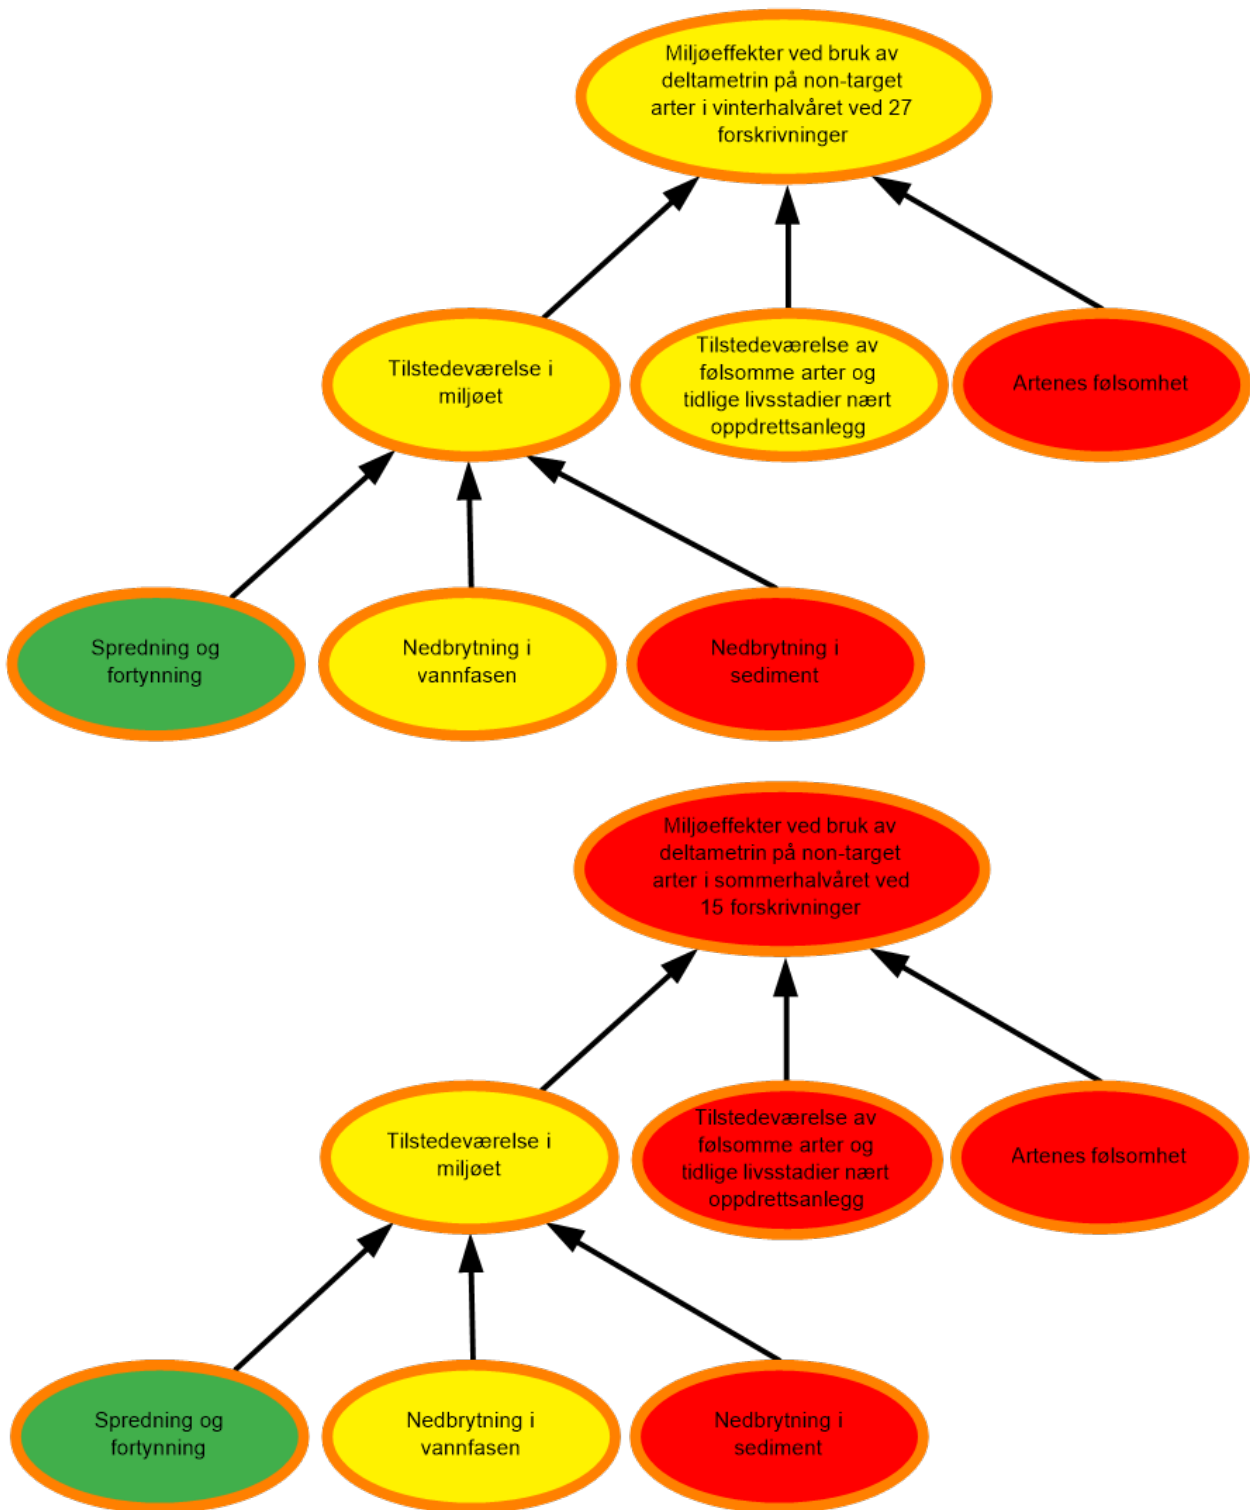 Miljøeffekter ved bruk av
deltametrin på non-target
arter i vinterhalvåret ved 27
forskrivninger
Tilstedeværelse i
miljøet
Tilstedeværelse av
følsomme arter og
tidlige livsstadier nært
oppdrettsanlegg
Artenes følsomhet
Spredning og
fortynning
Nedbrytning i
vannfasen
Nedbrytning i
sediment
Miljøeffekter ved bruk av
deltametrin på non-target
arter i sommerhalvåret ved
15 forskrivninger
Tilstedeværelse i
miljøet
Tilstedeværelse av
følsomme arter og
tidlige livsstadier nært
oppdrettsanlegg
Artenes følsomhet
Spredning og
fortynning
Nedbrytning i
vannfasen
Nedbrytning i
sediment